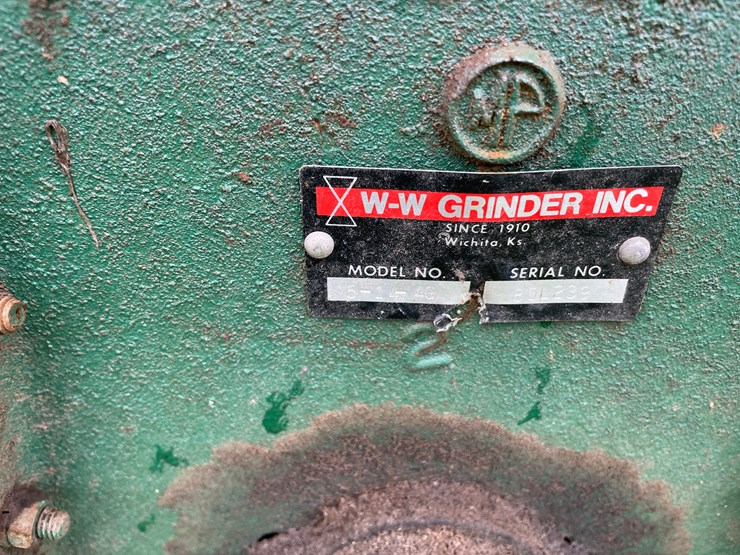 W-W GRINDER INC.
SINCE 1910
Wichita, Ks.
MODEL NO.
SERIAL NO.